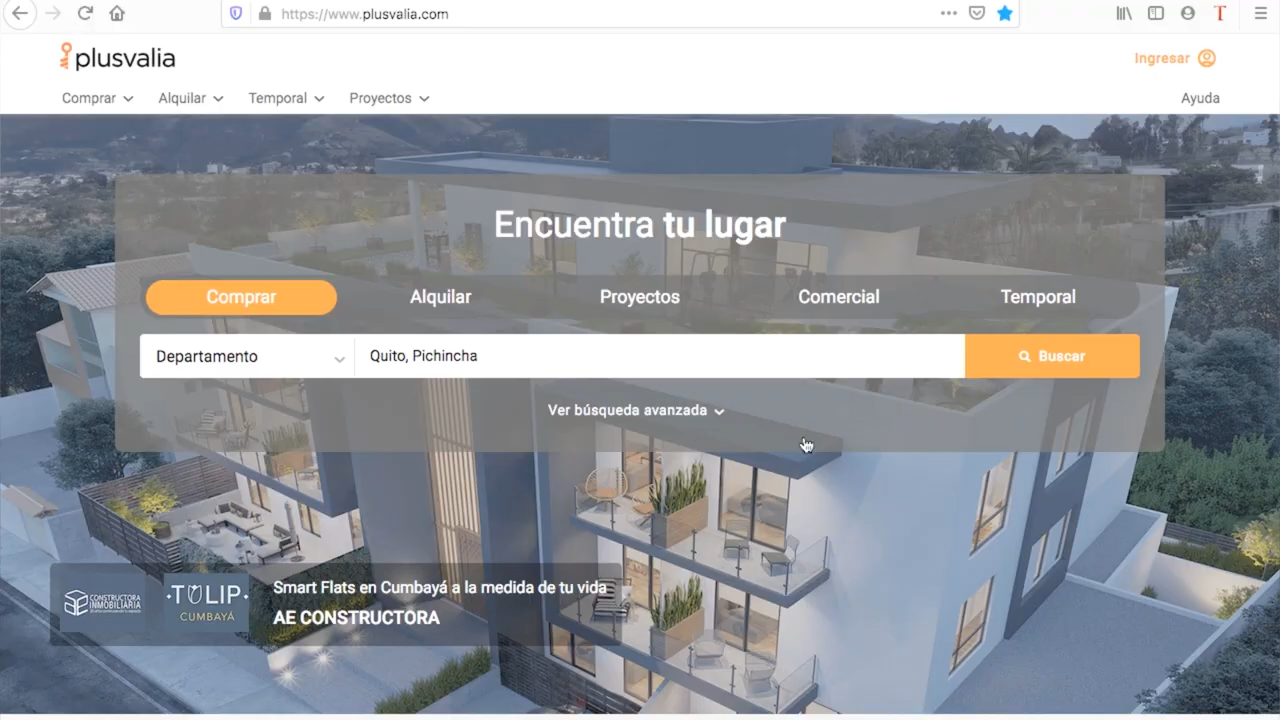 https://www.plusvalia.com
plusvalia
Ingresar
Comprar Alquilar Temporal Proyectos Ayuda
Encuentra tu lugar
Comprar Alquilar Proyectos Comercial Temporal
Departamento Quito, Pichincha Buscar
Ver búsqueda avanzada
CONSTRUCTORA
INMOBILIARIA
TULIP
CUMBAYÁ
Smart Flats en Cumbayá a la medida de tu vida
AE CONSTRUCTORA